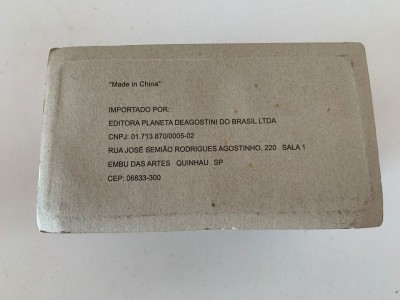 "Made in China"
IMPORTADO POR:
EDITORA PLANETA DEAGOSTINI DO BRASIL LTDA
CNPJ: 01.713.870/0005-02
RUA JOSÉ SEMIÃO RODRIGUES AGOSTINHO, 220 SALA 1
EMBU DAS ARTES QUINHAU. SP
CEP: 06833-300